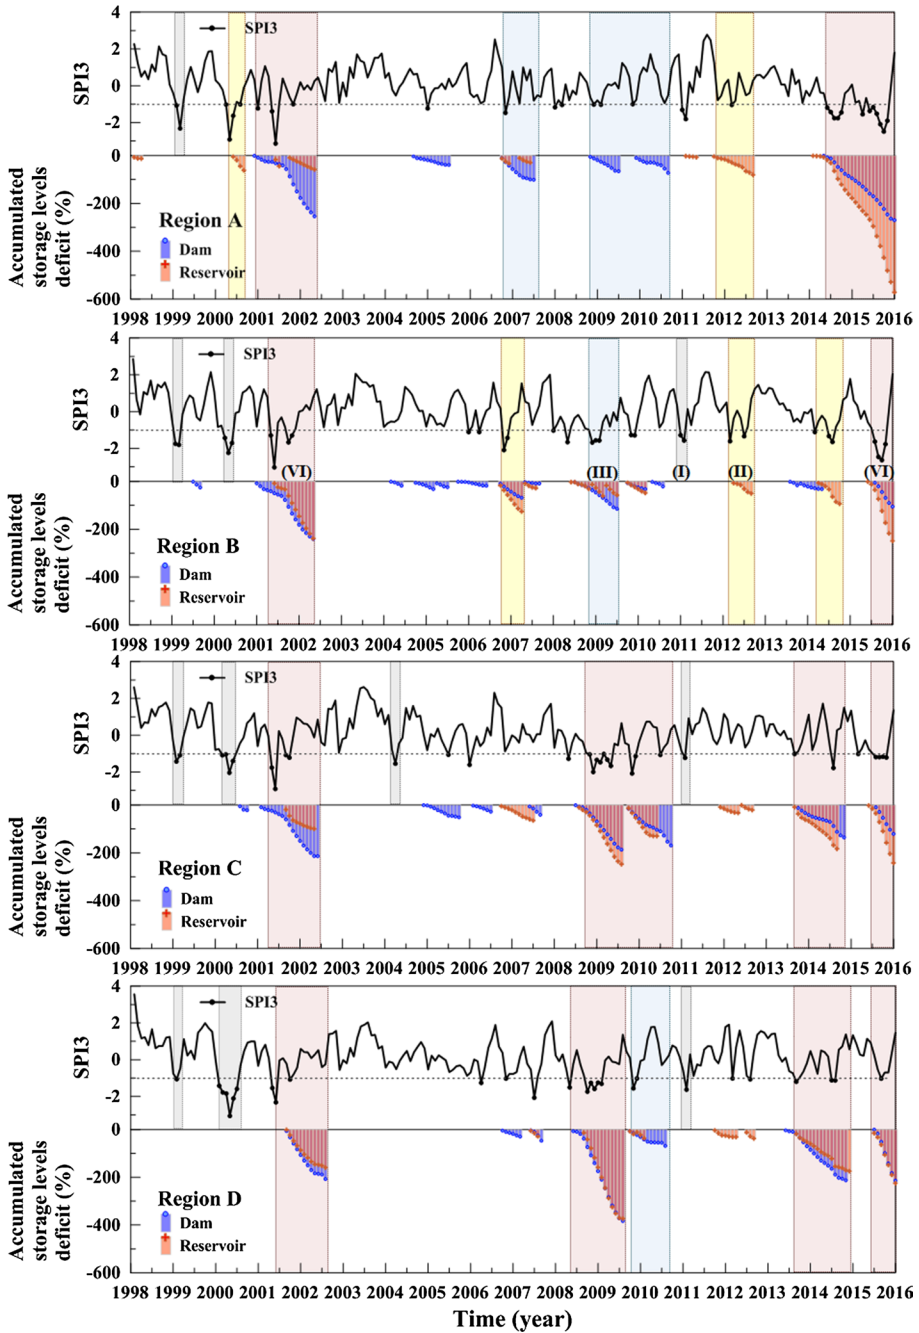 4
2
0
-2
SPI3
SPI3
0
-200
-400
-600
Accumulated
storage levels
deficit (%)
Region A
Dam
Reservoir
1998 1999 2000 2001 2002 2003 2004 2005 2006 2007 2008 2009 2010 2011 2012 2013 2014 2015 2016
4
2
0
-2
SPI3
SPI3
(VI) (III) (I) (II) (VI)
0
-200
-400
-600
Accumulated
storage levels
deficit (%)
Region B
Dam
Reservoir
1998 1999 2000 2001 2002 2003 2004 2005 2006 2007 2008 2009 2010 2011 2012 2013 2014 2015 2016
4
2
0
-2
SPI3
SPI3
0
-200
-400
-600
Accumulated
storage levels
deficit (%)
Region C
Dam
Reservoir
1998 1999 2000 2001 2002 2003 2004 2005 2006 2007 2008 2009 2010 2011 2012 2013 2014 2015 2016
4
2
0
-2
SPI3
SPI3
0
-200
-400
-600
Accumulated
storage levels
deficit (%)
Region D
Dam
Reservoir
1998 1999 2000 2001 2002 2003 2004 2005 2006 2007 2008 2009 2010 2011 2012 2013 2014 2015 2016
Time (year)